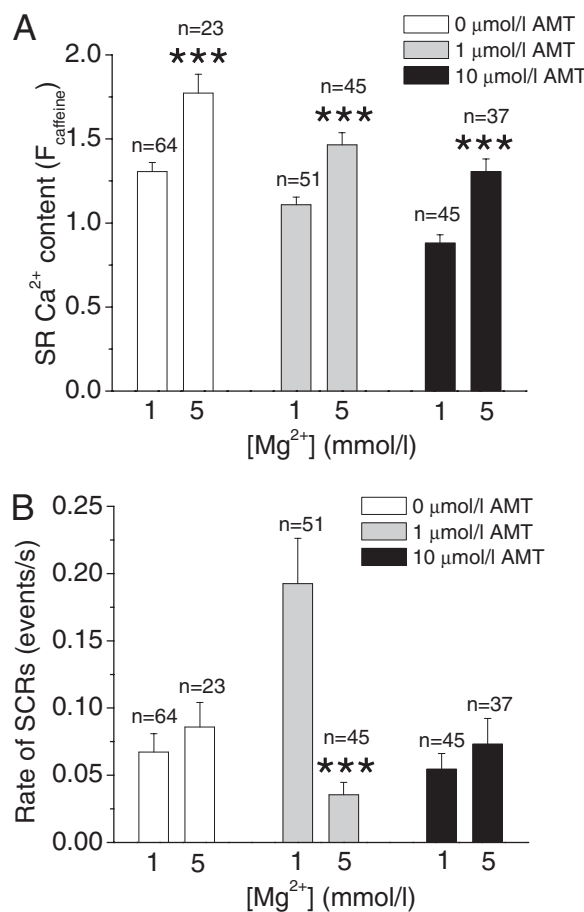 A
0 μmol/l AMT
1 μmol/l AMT
10 μmol/l AMT
SR Ca²⁺ content (F_caffeine)
2.0
1.5
1.0
0.5
0.0
n=64
n=23
***
n=51
n=45
***
n=45
n=37
***
1 5 1 5 1 5
[Mg²⁺] (mmol/l)
B
0 μmol/l AMT
1 μmol/l AMT
10 μmol/l AMT
Rate of SCRs (events/s)
0.25
0.20
0.15
0.10
0.05
0.00
n=64
n=23
n=51
n=45
***
n=45
n=37
1 5 1 5 1 5
[Mg²⁺] (mmol/l)